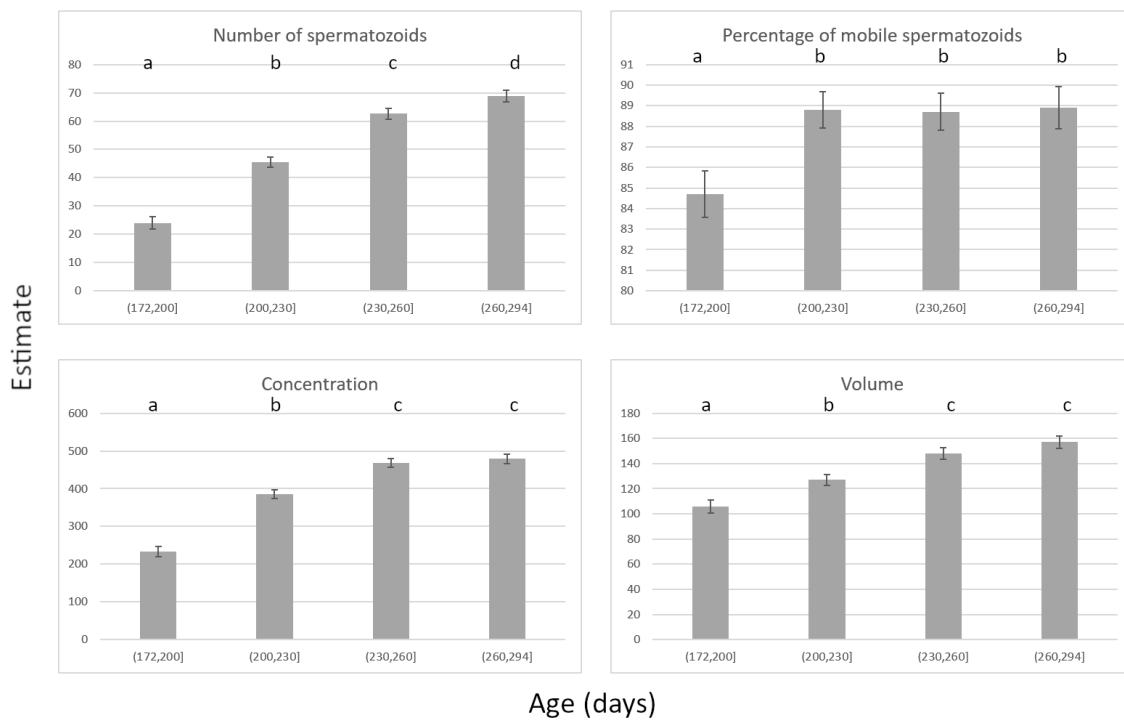 Number of spermatozoids
a b c d
80
70
60
50
40
30
20
10
0
(172,200] (200,230] (230,260] (260,294]
Percentage of mobile spermatozoids
a b b b
91
90
89
88
87
86
85
84
83
82
81
80
(172,200] (200,230] (230,260] (260,294]
Estimate
Concentration
a b c c
600
500
400
300
200
100
0
(172,200] (200,230] (230,260] (260,294]
Volume
a b c c
180
160
140
120
100
80
60
40
20
0
(172,200] (200,230] (230,260] (260,294]
Age (days)